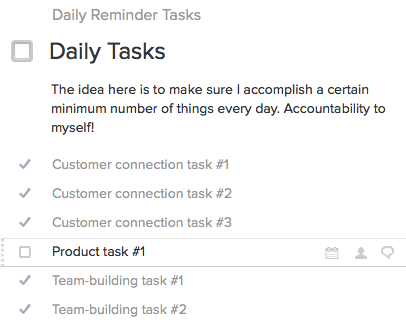 Daily Reminder Tasks
Daily Tasks
The idea here is to make sure I accomplish a certain
minimum number of things every day. Accountability to
myself!
Customer connection task #1
Customer connection task #2
Customer connection task #3
Product task #1
Team-building task #1
Team-building task #2